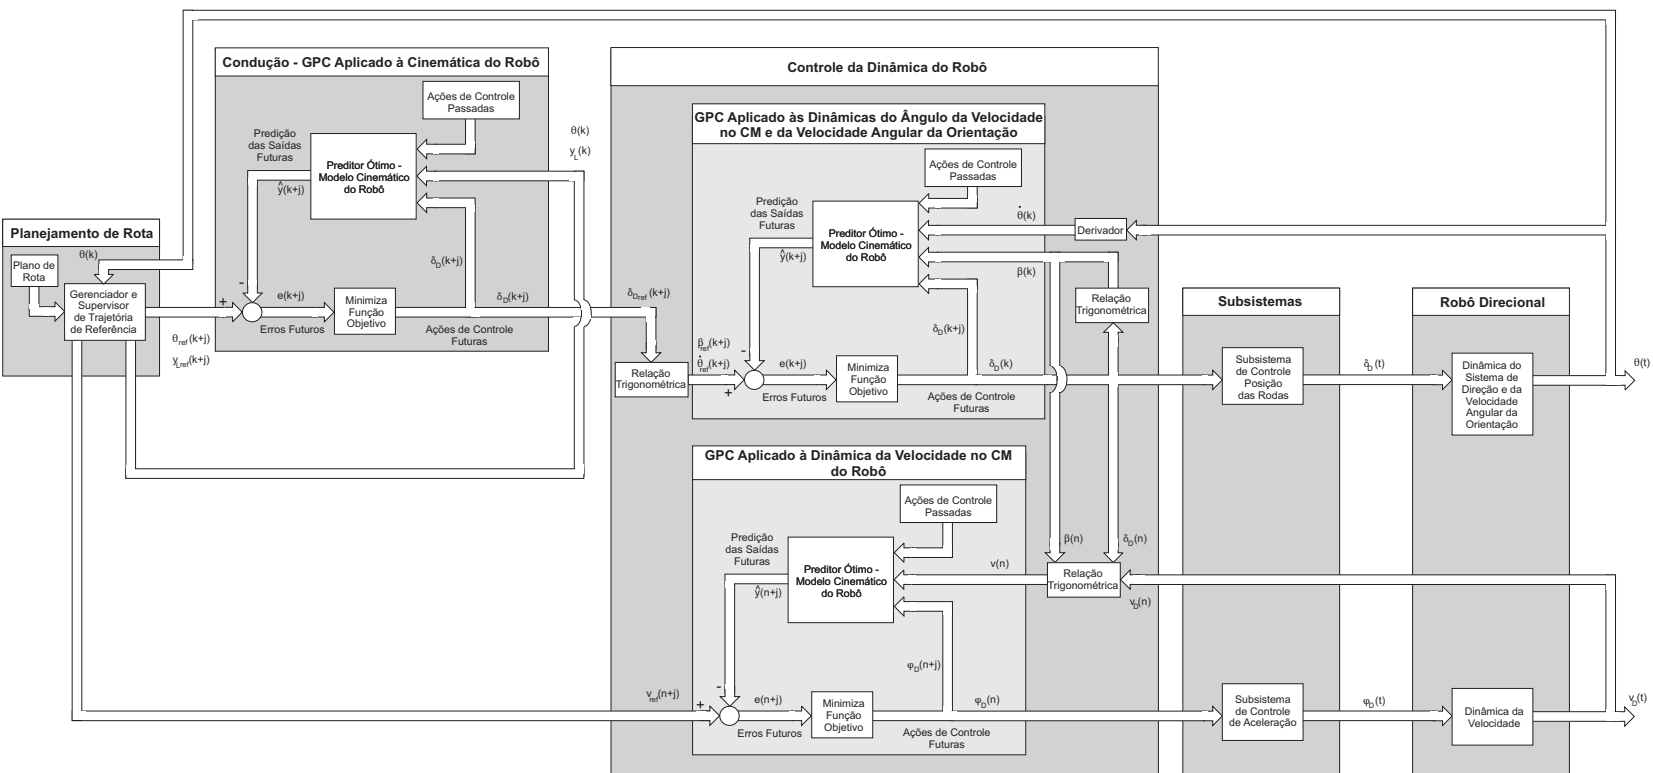 Planejamento de Rota
θ(k)
Plano de
Rota
Gerenciador e
Supervisor
de Trajetória
de Referência
θref(k+j)
yLref(k+j)
Condução - GPC Aplicado à Cinemática do Robô
Ações de Controle
Passadas
Predição
das Saídas
Futuras
Preditor Ótimo -
Modelo Cinemático
do Robô
θ(k)
yL(k)
ŷ(k+j)
δD(k+j)
-
+
e(k+j)
Erros Futuros
Minimiza
Função
Objetivo
δD(k+j)
Ações de Controle
Futuras
Controle da Dinâmica do Robô
δDref(k+j)
Relação
Trigonométrica
GPC Aplicado às Dinâmicas do Ângulo da Velocidade
no CM e da Velocidade Angular da Orientação
Ações de Controle
Passadas
Predição
das Saídas
Futuras
Preditor Ótimo -
Modelo Cinemático
do Robô
θ̇(k)
Derivador
ŷ(k+j)
β(k)
Relação
Trigonométrica
δD(k+j)
βref(k+j)
θ̇ref(k+j)
-
+
e(k+j)
Erros Futuros
Minimiza
Função
Objetivo
δD(k)
Ações de Controle
Futuras
GPC Aplicado à Dinâmica da Velocidade no CM
do Robô
Ações de Controle
Passadas
Predição
das Saídas
Futuras
Preditor Ótimo -
Modelo Cinemático
do Robô
ŷ(n+j)
v(n)
β(n)
δD(n)
Relação
Trigonométrica
vD(n)
φD(n+j)
vref(n+j)
-
+
e(n+j)
Erros Futuros
Minimiza
Função
Objetivo
φD(n)
Ações de Controle
Futuras
Subsistemas
Subsistema
de Controle
Posição
das Rodas
δD(t)
Subsistema
de Controle
de Aceleração
φD(t)
Robô Direcional
Dinâmica do
Sistema de
Direção e da
Velocidade
Angular da
Orientação
θ(t)
Dinâmica da
Velocidade
vD(t)